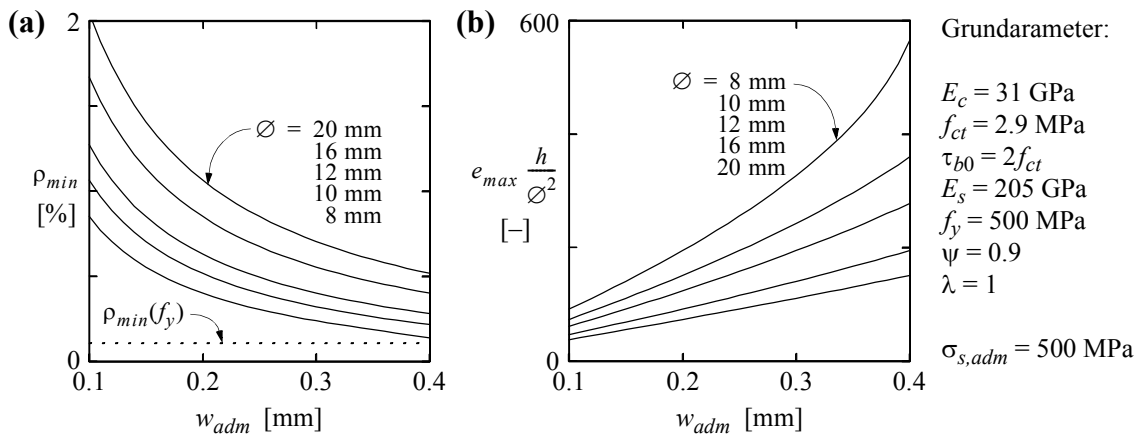 (a)
2
ρmin
[%]
0
∅ = 20 mm
16 mm
12 mm
10 mm
8 mm
ρmin(fy)
0.1 0.2 0.3 0.4
wadm [mm]
(b)
600
emax h/∅²
[–]
0
∅ = 8 mm
10 mm
12 mm
16 mm
20 mm
0.1 0.2 0.3 0.4
wadm [mm]
Grundarameter:
Ec = 31 GPa
fct = 2.9 MPa
τb0 = 2fct
Es = 205 GPa
fy = 500 MPa
ψ = 0.9
λ = 1
σs,adm = 500 MPa